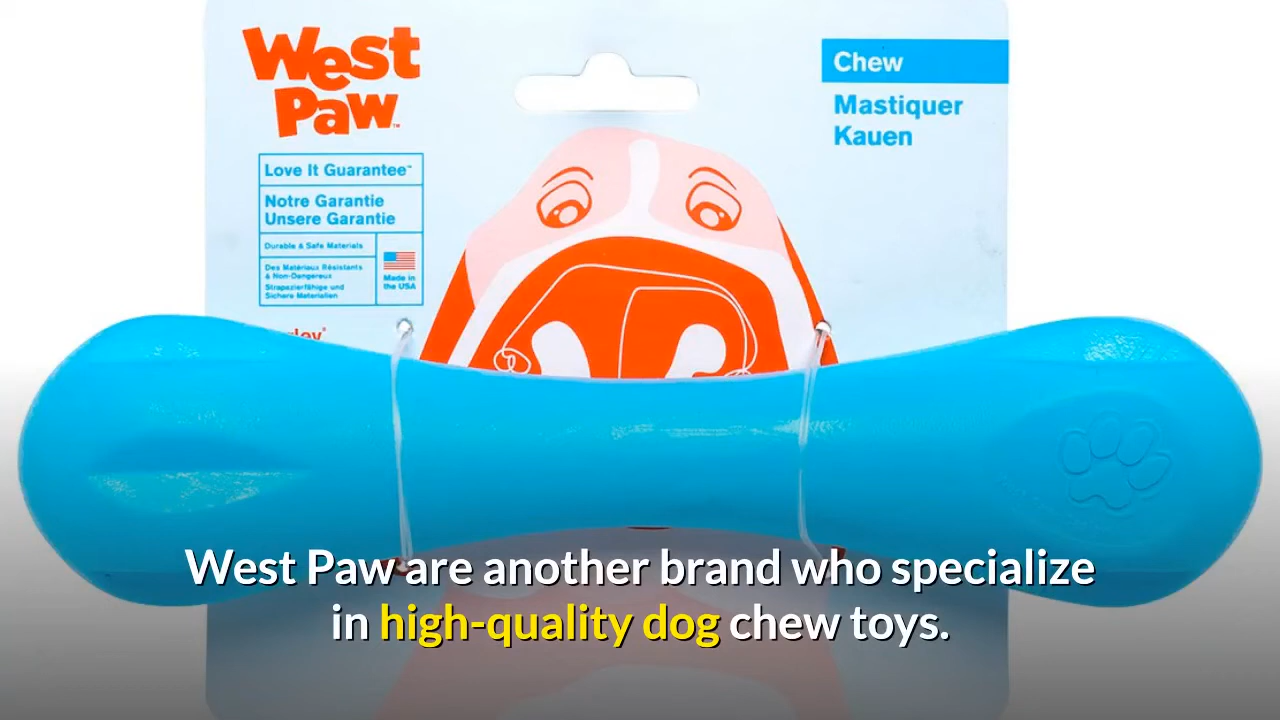 West
Paw™
Chew
Mastiquer
Kauen
Love It Guarantee™
Notre Garantie
Unsere Garantie
Durable & Safe Materials
Des Matériaux Résistants
& Non-Dangereux
Strapazierfähige und
Sichere Materialien
Made in
the USA
West Paw are another brand who specialize
in high-quality dog chew toys.